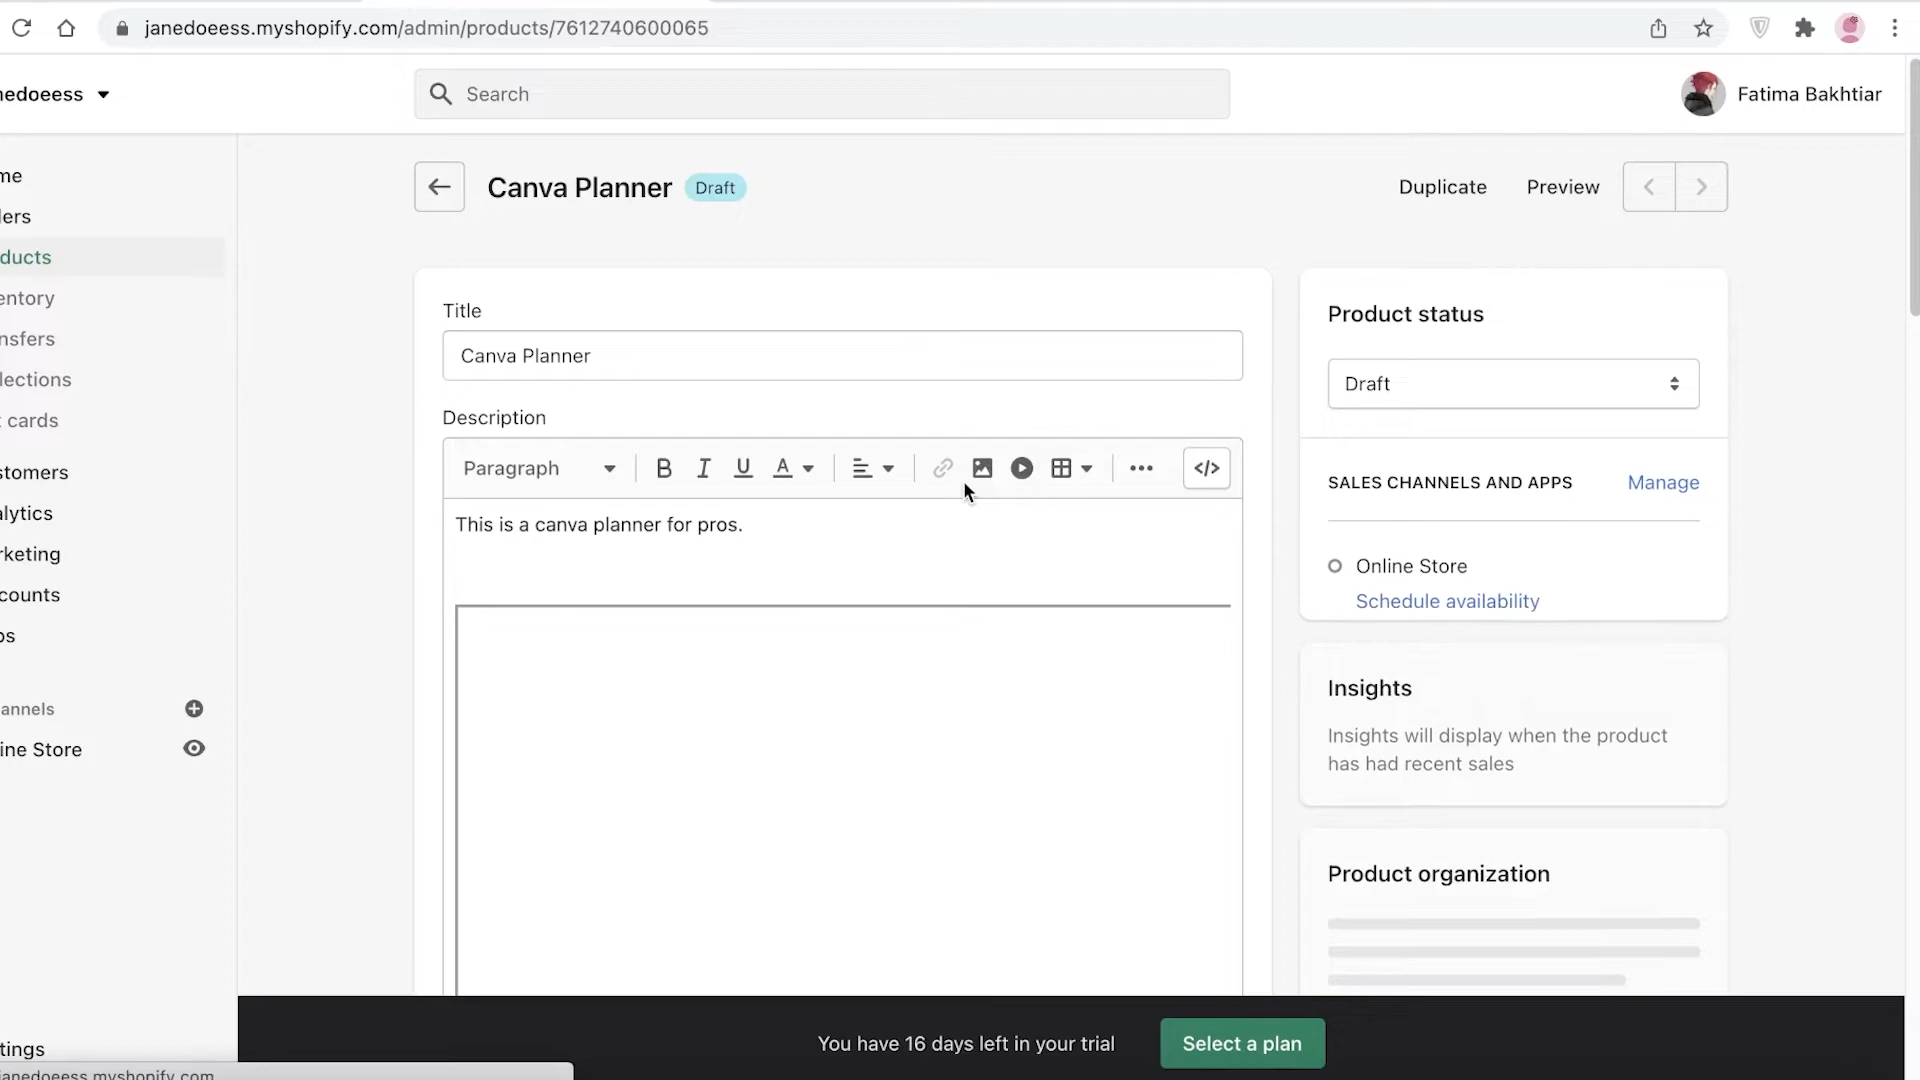 janedoeess.myshopify.com/admin/products/7612740600065
nedoeess
Search
Fatima Bakhtiar
me
lers
ducts
entory
nsfers
lections
t cards
stomers
alytics
rketing
counts
ps
annels
ine Store
tings
Canva Planner
Draft
Duplicate
Preview
Title
Canva Planner
Description
Paragraph
B I U A
</>
This is a canva planner for pros.
Product status
Draft
SALES CHANNELS AND APPS
Manage
Online Store
Schedule availability
Insights
Insights will display when the product
has had recent sales
Product organization
You have 16 days left in your trial
Select a plan
janedoeess.myshopify.com